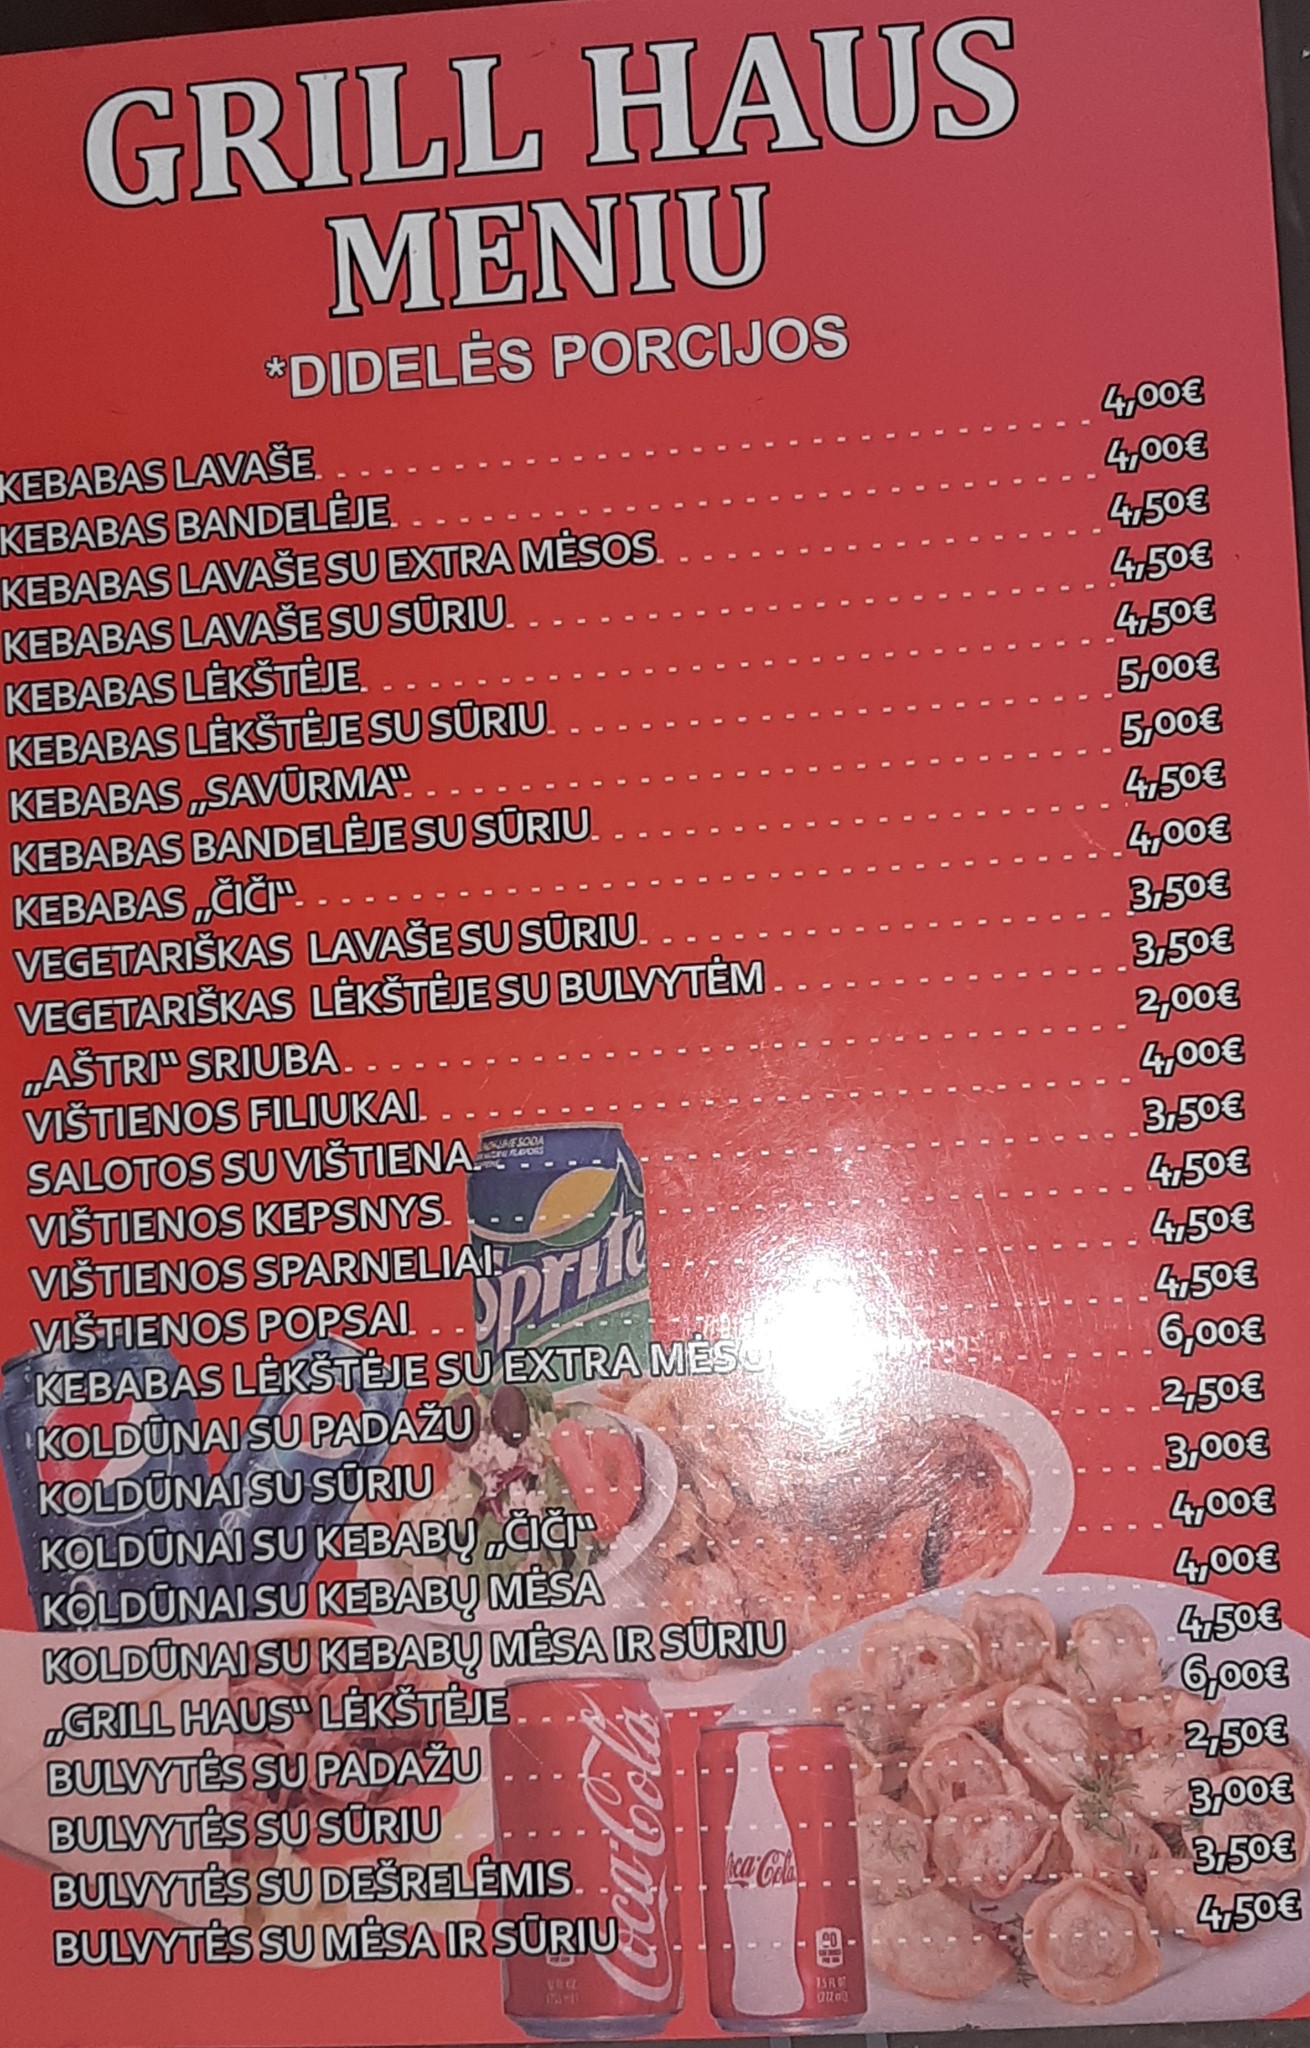 GRILL HAUS
MENIU
*DIDELĖS PORCIJOS
KEBABAS LAVAŠE 4,00€
KEBABAS BANDELĖJE 4,00€
KEBABAS LAVAŠE SU EXTRA MĖSOS 4,50€
KEBABAS LAVAŠE SU SŪRIU 4,50€
KEBABAS LĖKŠTĖJE 4,50€
KEBABAS LĖKŠTĖJE SU SŪRIU 5,00€
KEBABAS „SAVŪRMA“ 5,00€
KEBABAS BANDELĖJE SU SŪRIU 4,50€
KEBABAS „ČIČI“ 4,00€
VEGETARIŠKAS LAVAŠE SU SŪRIU 3,50€
VEGETARIŠKAS LĖKŠTĖJE SU BULVYTĖM 3,50€
„AŠTRI“ SRIUBA 2,00€
VIŠTIENOS FILIUKAI 4,00€
SALOTOS SU VIŠTIENA 3,50€
VIŠTIENOS KEPSNYS 4,50€
VIŠTIENOS SPARNELIAI 4,50€
VIŠTIENOS POPSAI 4,50€
KEBABAS LĖKŠTĖJE SU EXTRA 6,00€
KOLDŪNAI SU PADAŽU 2,50€
KOLDŪNAI SU SŪRIU 3,00€
KOLDŪNAI SU KEBABŲ „ČIČI“ 4,00€
KOLDŪNAI SU KEBABŲ MĖSA 4,00€
KOLDŪNAI SU KEBABŲ MĖSA IR SŪRIU 4,50€
„GRILL HAUS“ LĖKŠTĖJE 6,00€
BULVYTĖS SU PADAŽU 2,50€
BULVYTĖS SU SŪRIU 3,00€
BULVYTĖS SU DEŠRELĖMIS 3,50€
BULVYTĖS SU MĖSA IR SŪRIU 4,50€
Sprite
Coca-Cola
Coca-Cola